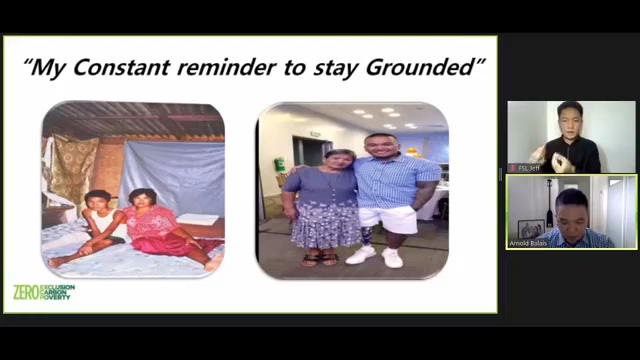 “My Constant reminder to stay Grounded”
ZERO EXCLUSION
CARBON
POVERTY
FSL Jeff
Arnold Balais